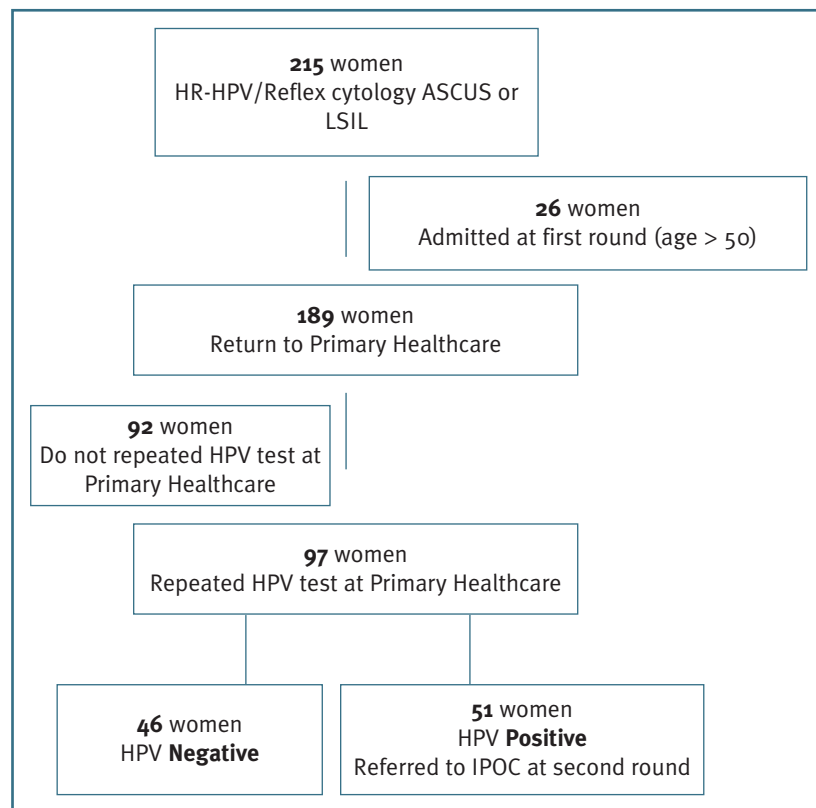 215 women
HR-HPV/Reflex cytology ASCUS or
LSIL
26 women
Admitted at first round (age > 50)
189 women
Return to Primary Healthcare
92 women
Do not repeated HPV test at
Primary Healthcare
97 women
Repeated HPV test at Primary Healthcare
46 women
HPV Negative
51 women
HPV Positive
Referred to IPOC at second round